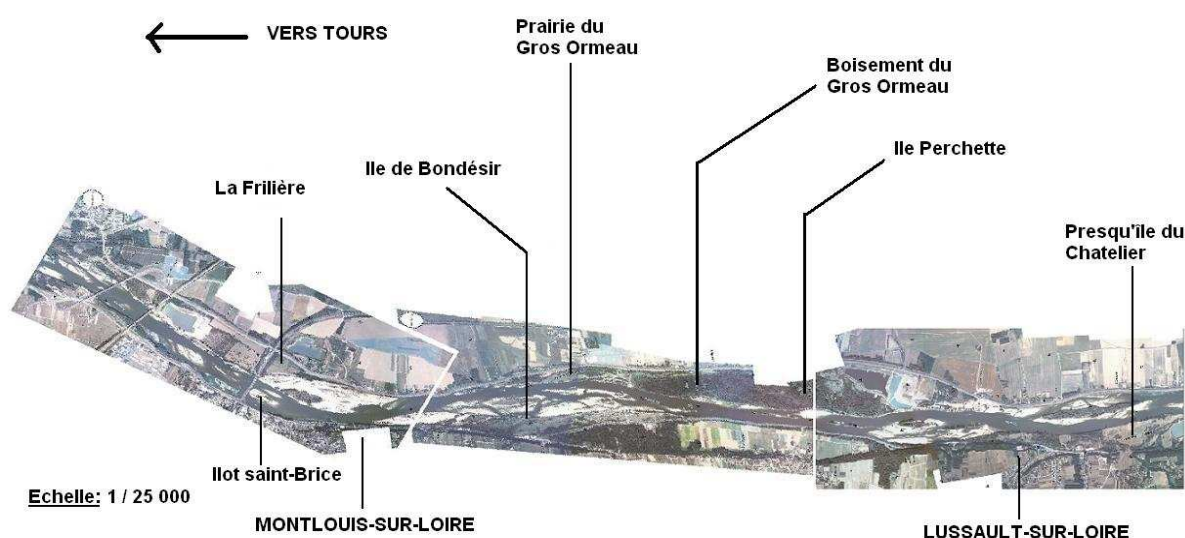 VERS TOURS
Prairie du
Gros Ormeau
Boisement du
Gros Ormeau
Ile Perchette
Ile de Bondésir
La Frilière
Presqu'île du
Chatelier
Ilot saint-Brice
Echelle: 1 / 25 000
MONTLOUIS-SUR-LOIRE
LUSSAULT-SUR-LOIRE